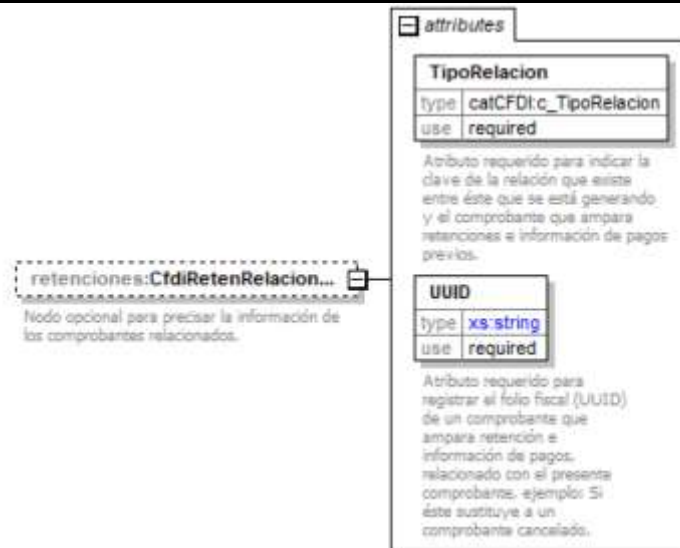 attributes
TipoRelacion
type catCFDI:c_TipoRelacion
use required
Atributo requerido para indicar la
clave de la relación que existe
entre éste que se está generando
y el comprobante que ampara
retenciones e información de pagos
previos.
retenciones:CfdiRetenRelacion...
Nodo opcional para precisar la información de
los comprobantes relacionados.
UUID
type xs:string
use required
Atributo requerido para
registrar el folio fiscal (UUID)
de un comprobante que
ampara retención e
información de pagos,
relacionado con el presente
comprobante, ejemplo: Si
éste sustituye a un
comprobante cancelado.